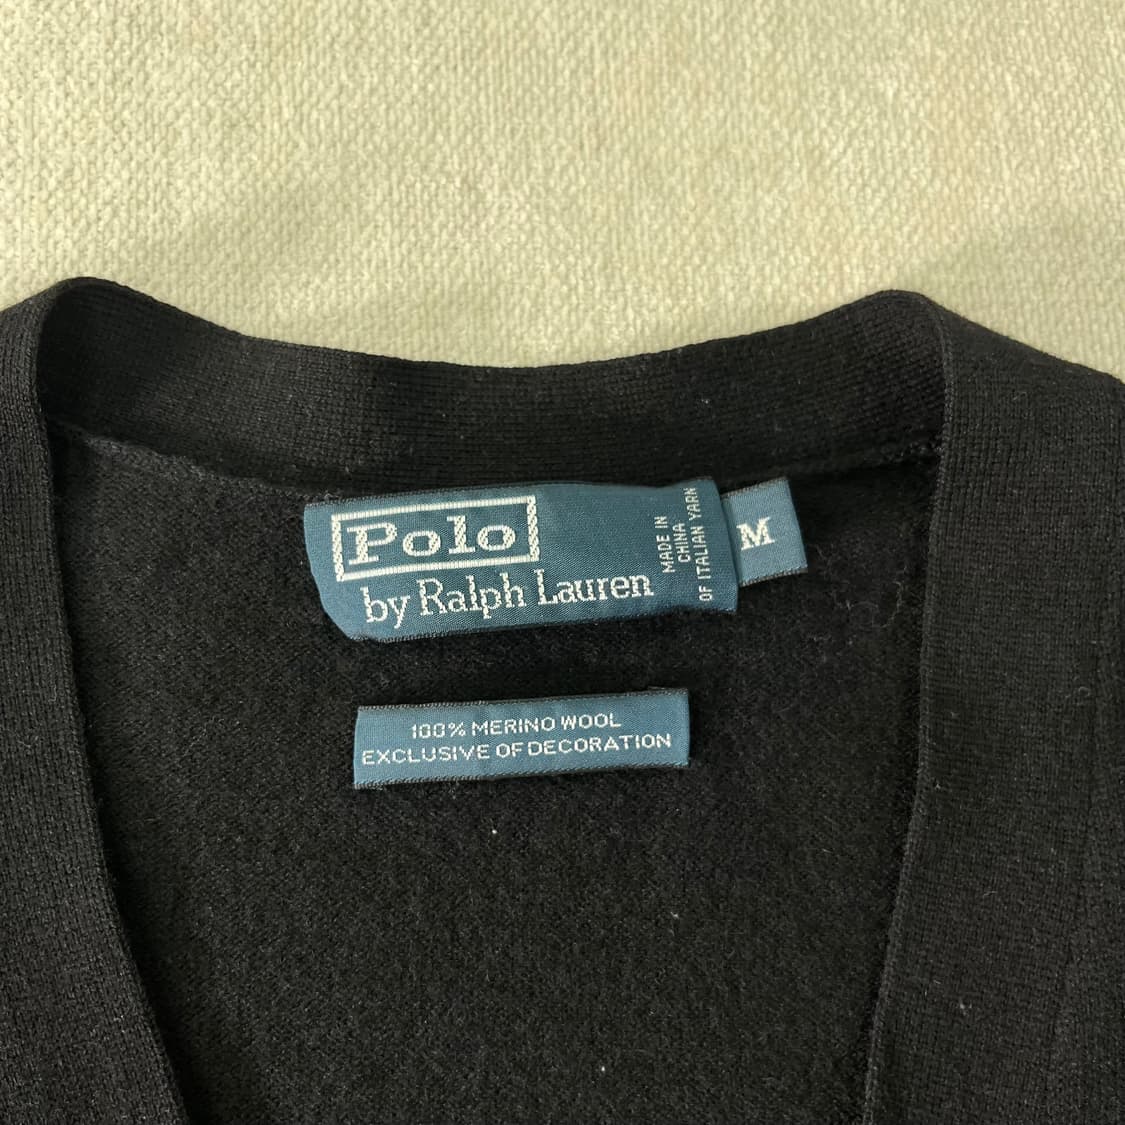 Polo
by Ralph Lauren
MADE IN
CHINA
OF ITALIAN YARN
M
100% MERINO WOOL
EXCLUSIVE OF DECORATION